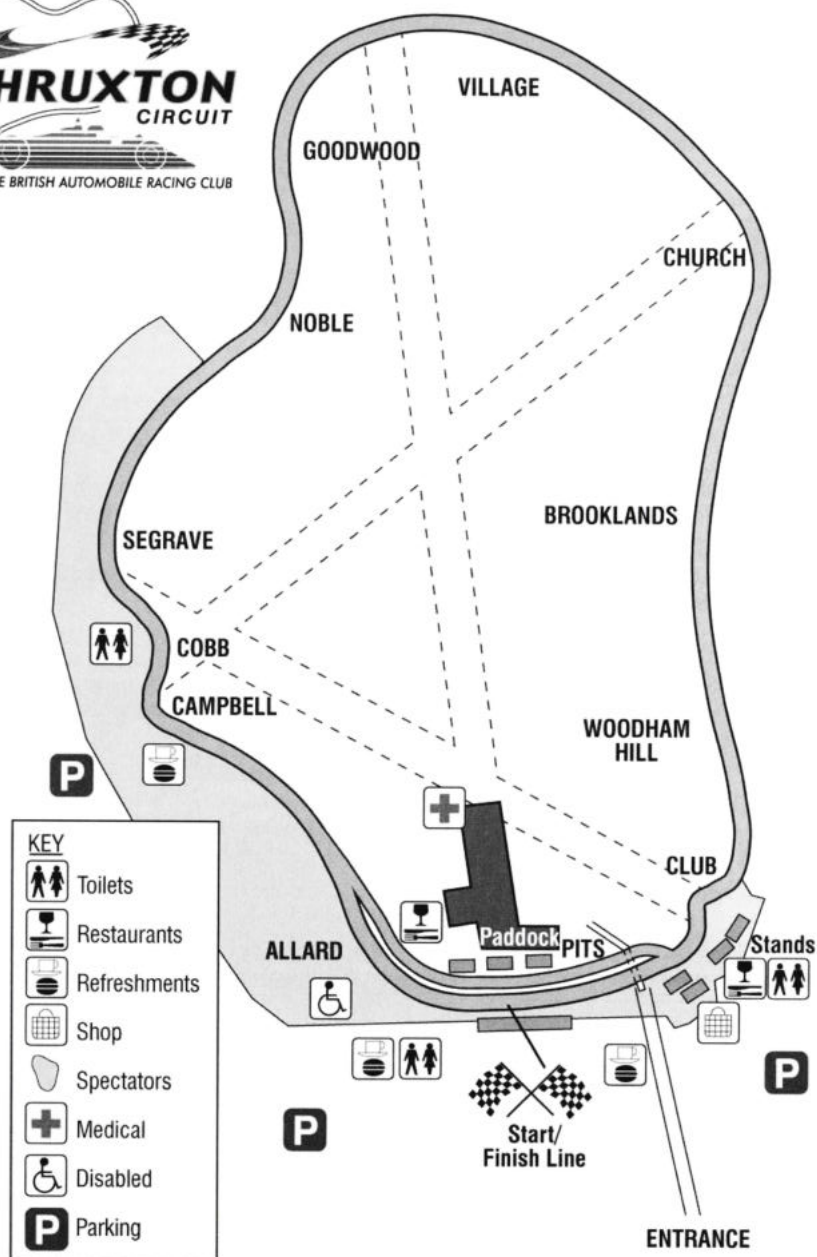 HRUXTON
CIRCUIT
E BRITISH AUTOMOBILE RACING CLUB
VILLAGE
GOODWOOD
CHURCH
NOBLE
BROOKLANDS
SEGRAVE
COBB
CAMPBELL
WOODHAM
HILL
CLUB
P
Paddock
PITS
Stands
ALLARD
P
P
Start/
Finish Line
ENTRANCE
KEY
Toilets
Restaurants
Refreshments
Shop
Spectators
Medical
Disabled
P Parking